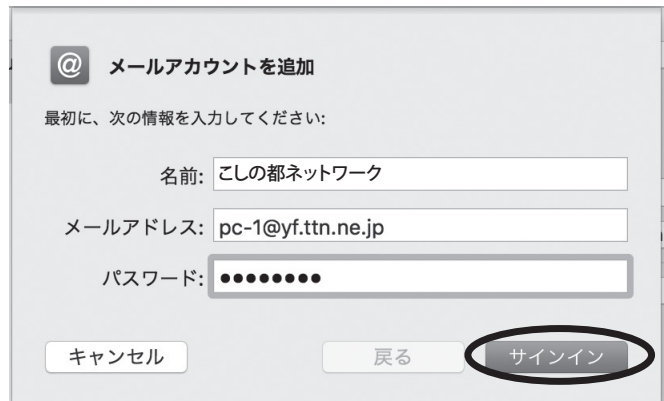 @ メールアカウントを追加
最初に、次の情報を入力してください:
名前: こしの都ネットワーク
メールアドレス: pc-1@yf.ttn.ne.jp
パスワード: ●●●●●●●●
キャンセル 戻る サインイン